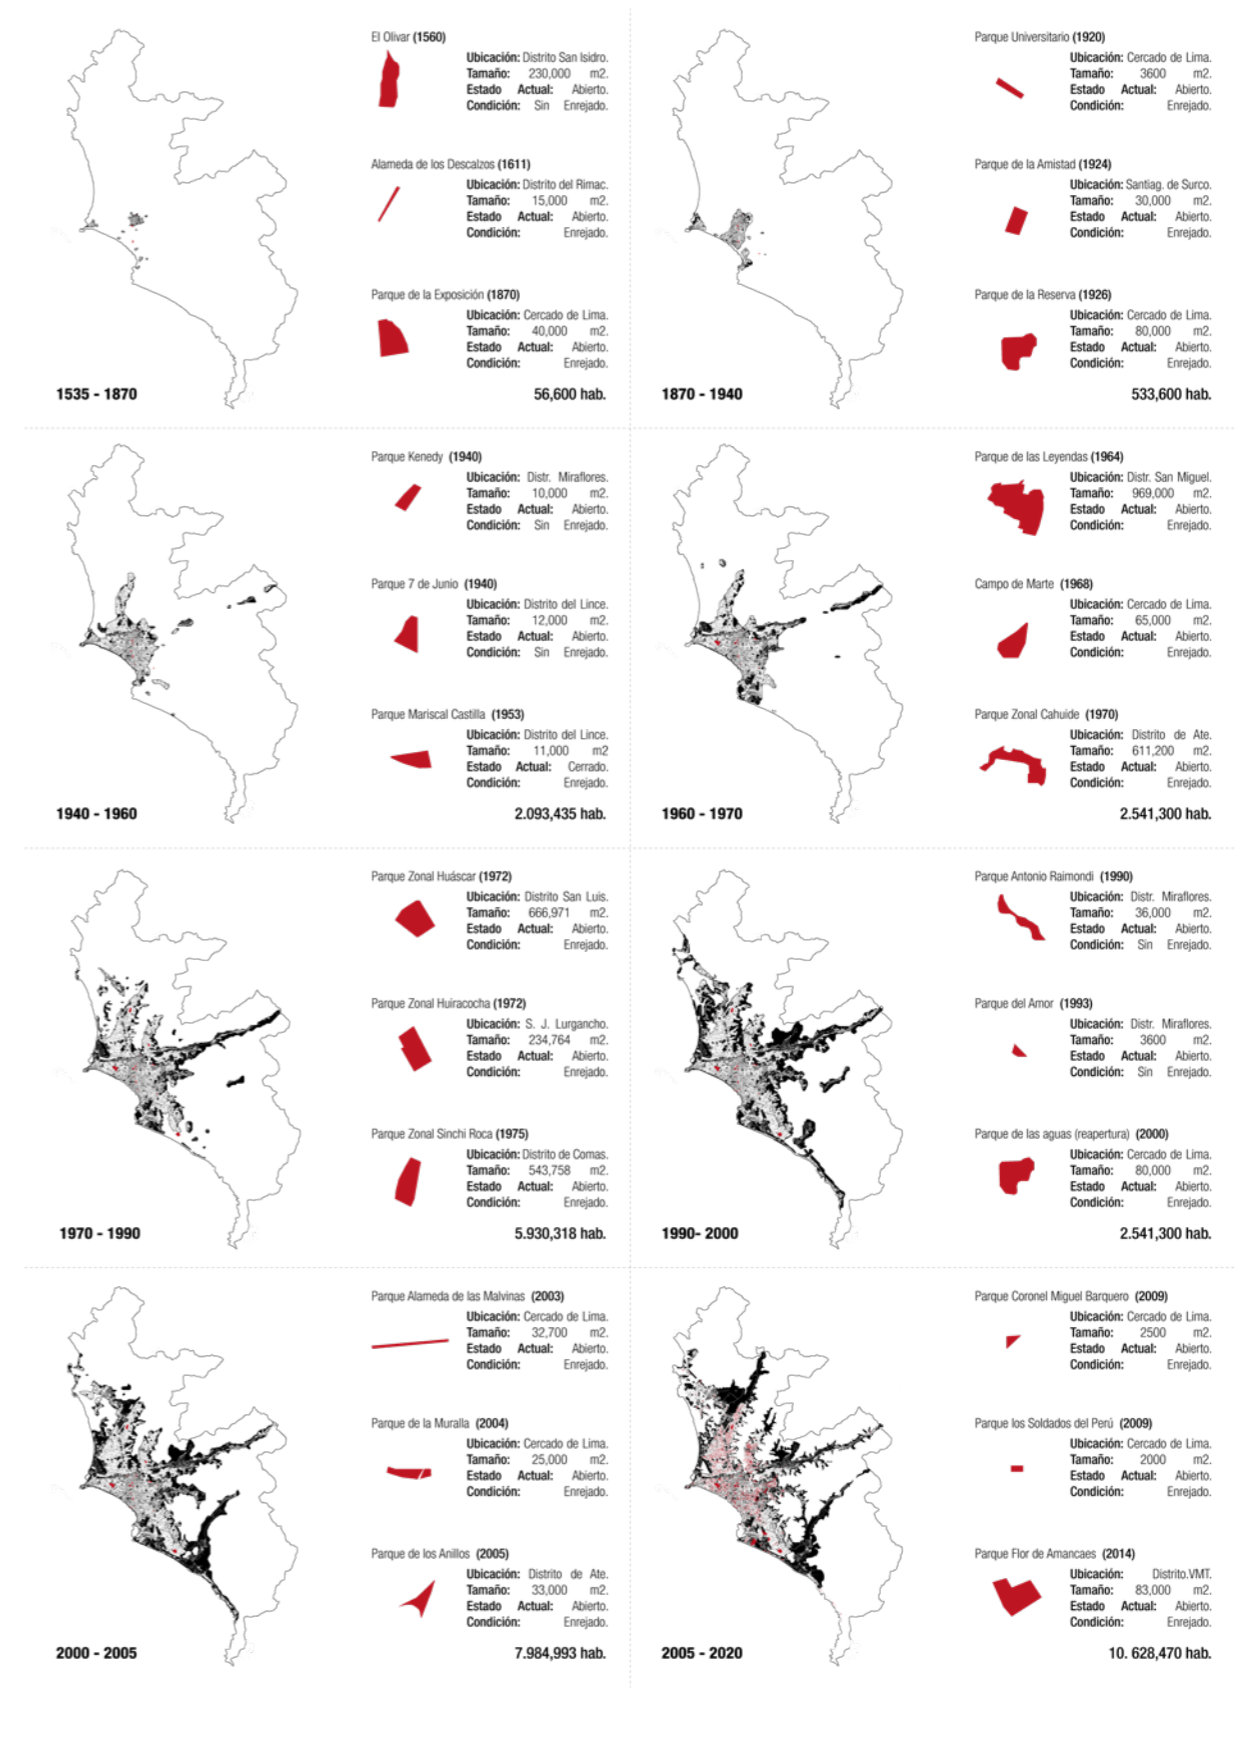 El Olivar (1560)
Ubicación: Distrito San Isidro.
Tamaño: 230,000 m2.
Estado Actual: Abierto.
Condición: Sin Enrejado.
Alameda de los Descalzos (1611)
Ubicación: Distrito del Rimac.
Tamaño: 15,000 m2.
Estado Actual: Abierto.
Condición: Enrejado.
Parque de la Exposición (1870)
Ubicación: Cercado de Lima.
Tamaño: 40,000 m2.
Estado Actual: Abierto.
Condición: Enrejado.
1535 - 1870
56,600 hab.
Parque Universitario (1920)
Ubicación: Cercado de Lima.
Tamaño: 3600 m2.
Estado Actual: Abierto.
Condición: Enrejado.
Parque de la Amistad (1924)
Ubicación: Santiag. de Surco.
Tamaño: 30,000 m2.
Estado Actual: Abierto.
Condición: Enrejado.
Parque de la Reserva (1926)
Ubicación: Cercado de Lima.
Tamaño: 80,000 m2.
Estado Actual: Abierto.
Condición: Enrejado.
1870 - 1940
533,600 hab.
Parque Kenedy (1940)
Ubicación: Distr. Miraflores.
Tamaño: 10,000 m2.
Estado Actual: Abierto.
Condición: Sin Enrejado.
Parque 7 de Junio (1940)
Ubicación: Distrito del Lince.
Tamaño: 12,000 m2.
Estado Actual: Abierto.
Condición: Sin Enrejado.
Parque Mariscal Castilla (1953)
Ubicación: Distrito del Lince.
Tamaño: 11,000 m2
Estado Actual: Cerrado.
Condición: Enrejado.
1940 - 1960
2.093,435 hab.
Parque de las Leyendas (1964)
Ubicación: Distr. San Miguel.
Tamaño: 969,000 m2.
Estado Actual: Abierto.
Condición: Enrejado.
Campo de Marte (1968)
Ubicación: Cercado de Lima.
Tamaño: 65,000 m2.
Estado Actual: Abierto.
Condición: Enrejado.
Parque Zonal Cahuide (1970)
Ubicación: Distrito de Ate.
Tamaño: 611,200 m2.
Estado Actual: Abierto.
Condición: Enrejado.
1960 - 1970
2.541,300 hab.
Parque Zonal Huáscar (1972)
Ubicación: Distrito San Luis.
Tamaño: 666,971 m2.
Estado Actual: Abierto.
Condición: Enrejado.
Parque Zonal Huiracocha (1972)
Ubicación: S. J. Lurgancho.
Tamaño: 234,764 m2.
Estado Actual: Abierto.
Condición: Enrejado.
Parque Zonal Sinchi Roca (1975)
Ubicación: Distrito de Comas.
Tamaño: 543,758 m2.
Estado Actual: Abierto.
Condición: Enrejado.
1970 - 1990
5.930,318 hab.
Parque Antonio Raimondi (1990)
Ubicación: Distr. Miraflores.
Tamaño: 36,000 m2.
Estado Actual: Abierto.
Condición: Sin Enrejado.
Parque del Amor (1993)
Ubicación: Distr. Miraflores.
Tamaño: 3600 m2.
Estado Actual: Abierto.
Condición: Sin Enrejado.
Parque de las aguas (reapertura) (2000)
Ubicación: Cercado de Lima.
Tamaño: 80,000 m2.
Estado Actual: Abierto.
Condición: Enrejado.
1990- 2000
2.541,300 hab.
Parque Alameda de las Malvinas (2003)
Ubicación: Cercado de Lima.
Tamaño: 32,700 m2.
Estado Actual: Abierto.
Condición: Enrejado.
Parque de la Muralla (2004)
Ubicación: Cercado de Lima.
Tamaño: 25,000 m2.
Estado Actual: Abierto.
Condición: Enrejado.
Parque de los Anillos (2005)
Ubicación: Distrito de Ate.
Tamaño: 33,000 m2.
Estado Actual: Abierto.
Condición: Enrejado.
2000 - 2005
7.984,993 hab.
Parque Coronel Miguel Barquero (2009)
Ubicación: Cercado de Lima.
Tamaño: 2500 m2.
Estado Actual: Abierto.
Condición: Enrejado.
Parque los Soldados del Perú (2009)
Ubicación: Cercado de Lima.
Tamaño: 2000 m2.
Estado Actual: Abierto.
Condición: Enrejado.
Parque Flor de Amancaes (2014)
Ubicación: Distrito.VMT.
Tamaño: 83,000 m2.
Estado Actual: Abierto.
Condición: Enrejado.
2005 - 2020
10. 628,470 hab.